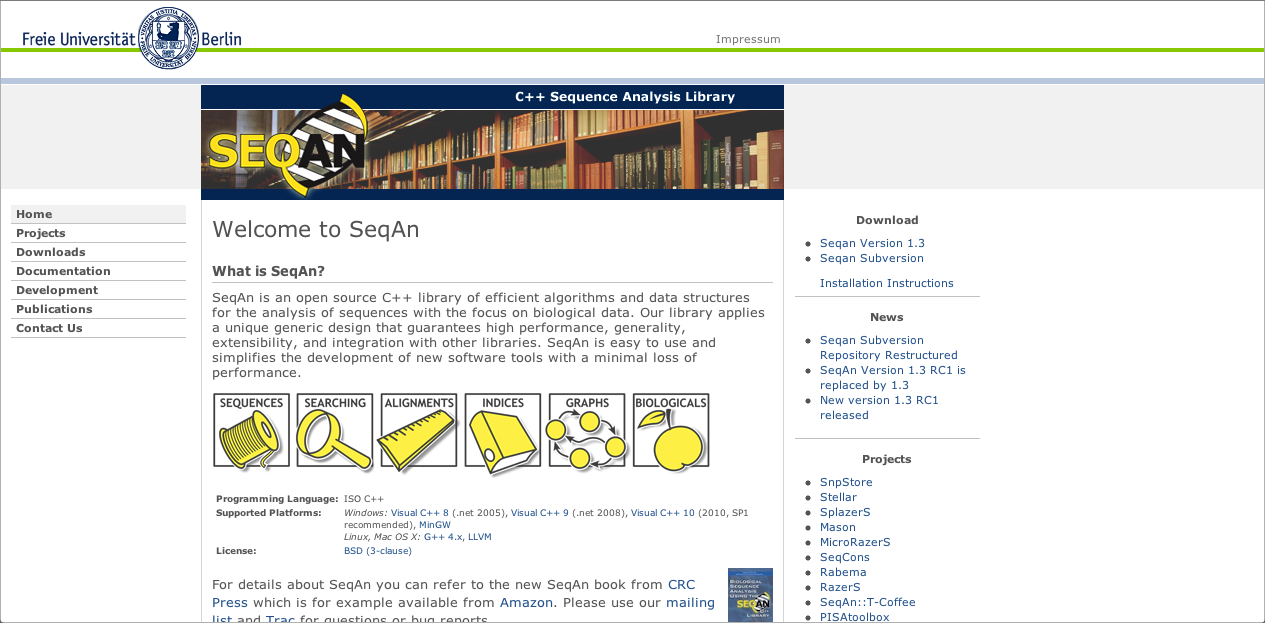 Freie Universität Berlin
Impressum
C++ Sequence Analysis Library
SEQAN
Home
Projects
Downloads
Documentation
Development
Publications
Contact Us
Welcome to SeqAn
What is SeqAn?
SeqAn is an open source C++ library of efficient algorithms and data structures
for the analysis of sequences with the focus on biological data. Our library applies
a unique generic design that guarantees high performance, generality,
extensibility, and integration with other libraries. SeqAn is easy to use and
simplifies the development of new software tools with a minimal loss of
performance.
SEQUENCES SEARCHING ALIGNMENTS INDICES GRAPHS BIOLOGICALS
Programming Language: ISO C++
Supported Platforms: Windows: Visual C++ 8 (.net 2005), Visual C++ 9 (.net 2008), Visual C++ 10 (2010, SP1
recommended), MinGW
Linux, Mac OS X: G++ 4.x, LLVM
License: BSD (3-clause)
For details about SeqAn you can refer to the new SeqAn book from CRC
Press which is for example available from Amazon. Please use our mailing
list and Trac for questions or bug reports.
BIOLOGICAL
SEQUENCE
ANALYSIS
USING THE
SEQAN
C++
LIBRARY
Download
Seqan Version 1.3
Seqan Subversion
Installation Instructions
News
Seqan Subversion
Repository Restructured
SeqAn Version 1.3 RC1 is
replaced by 1.3
New version 1.3 RC1
released
Projects
SnpStore
Stellar
SplazerS
Mason
MicroRazerS
SeqCons
Rabema
RazerS
SeqAn::T-Coffee
PISAtoolbox